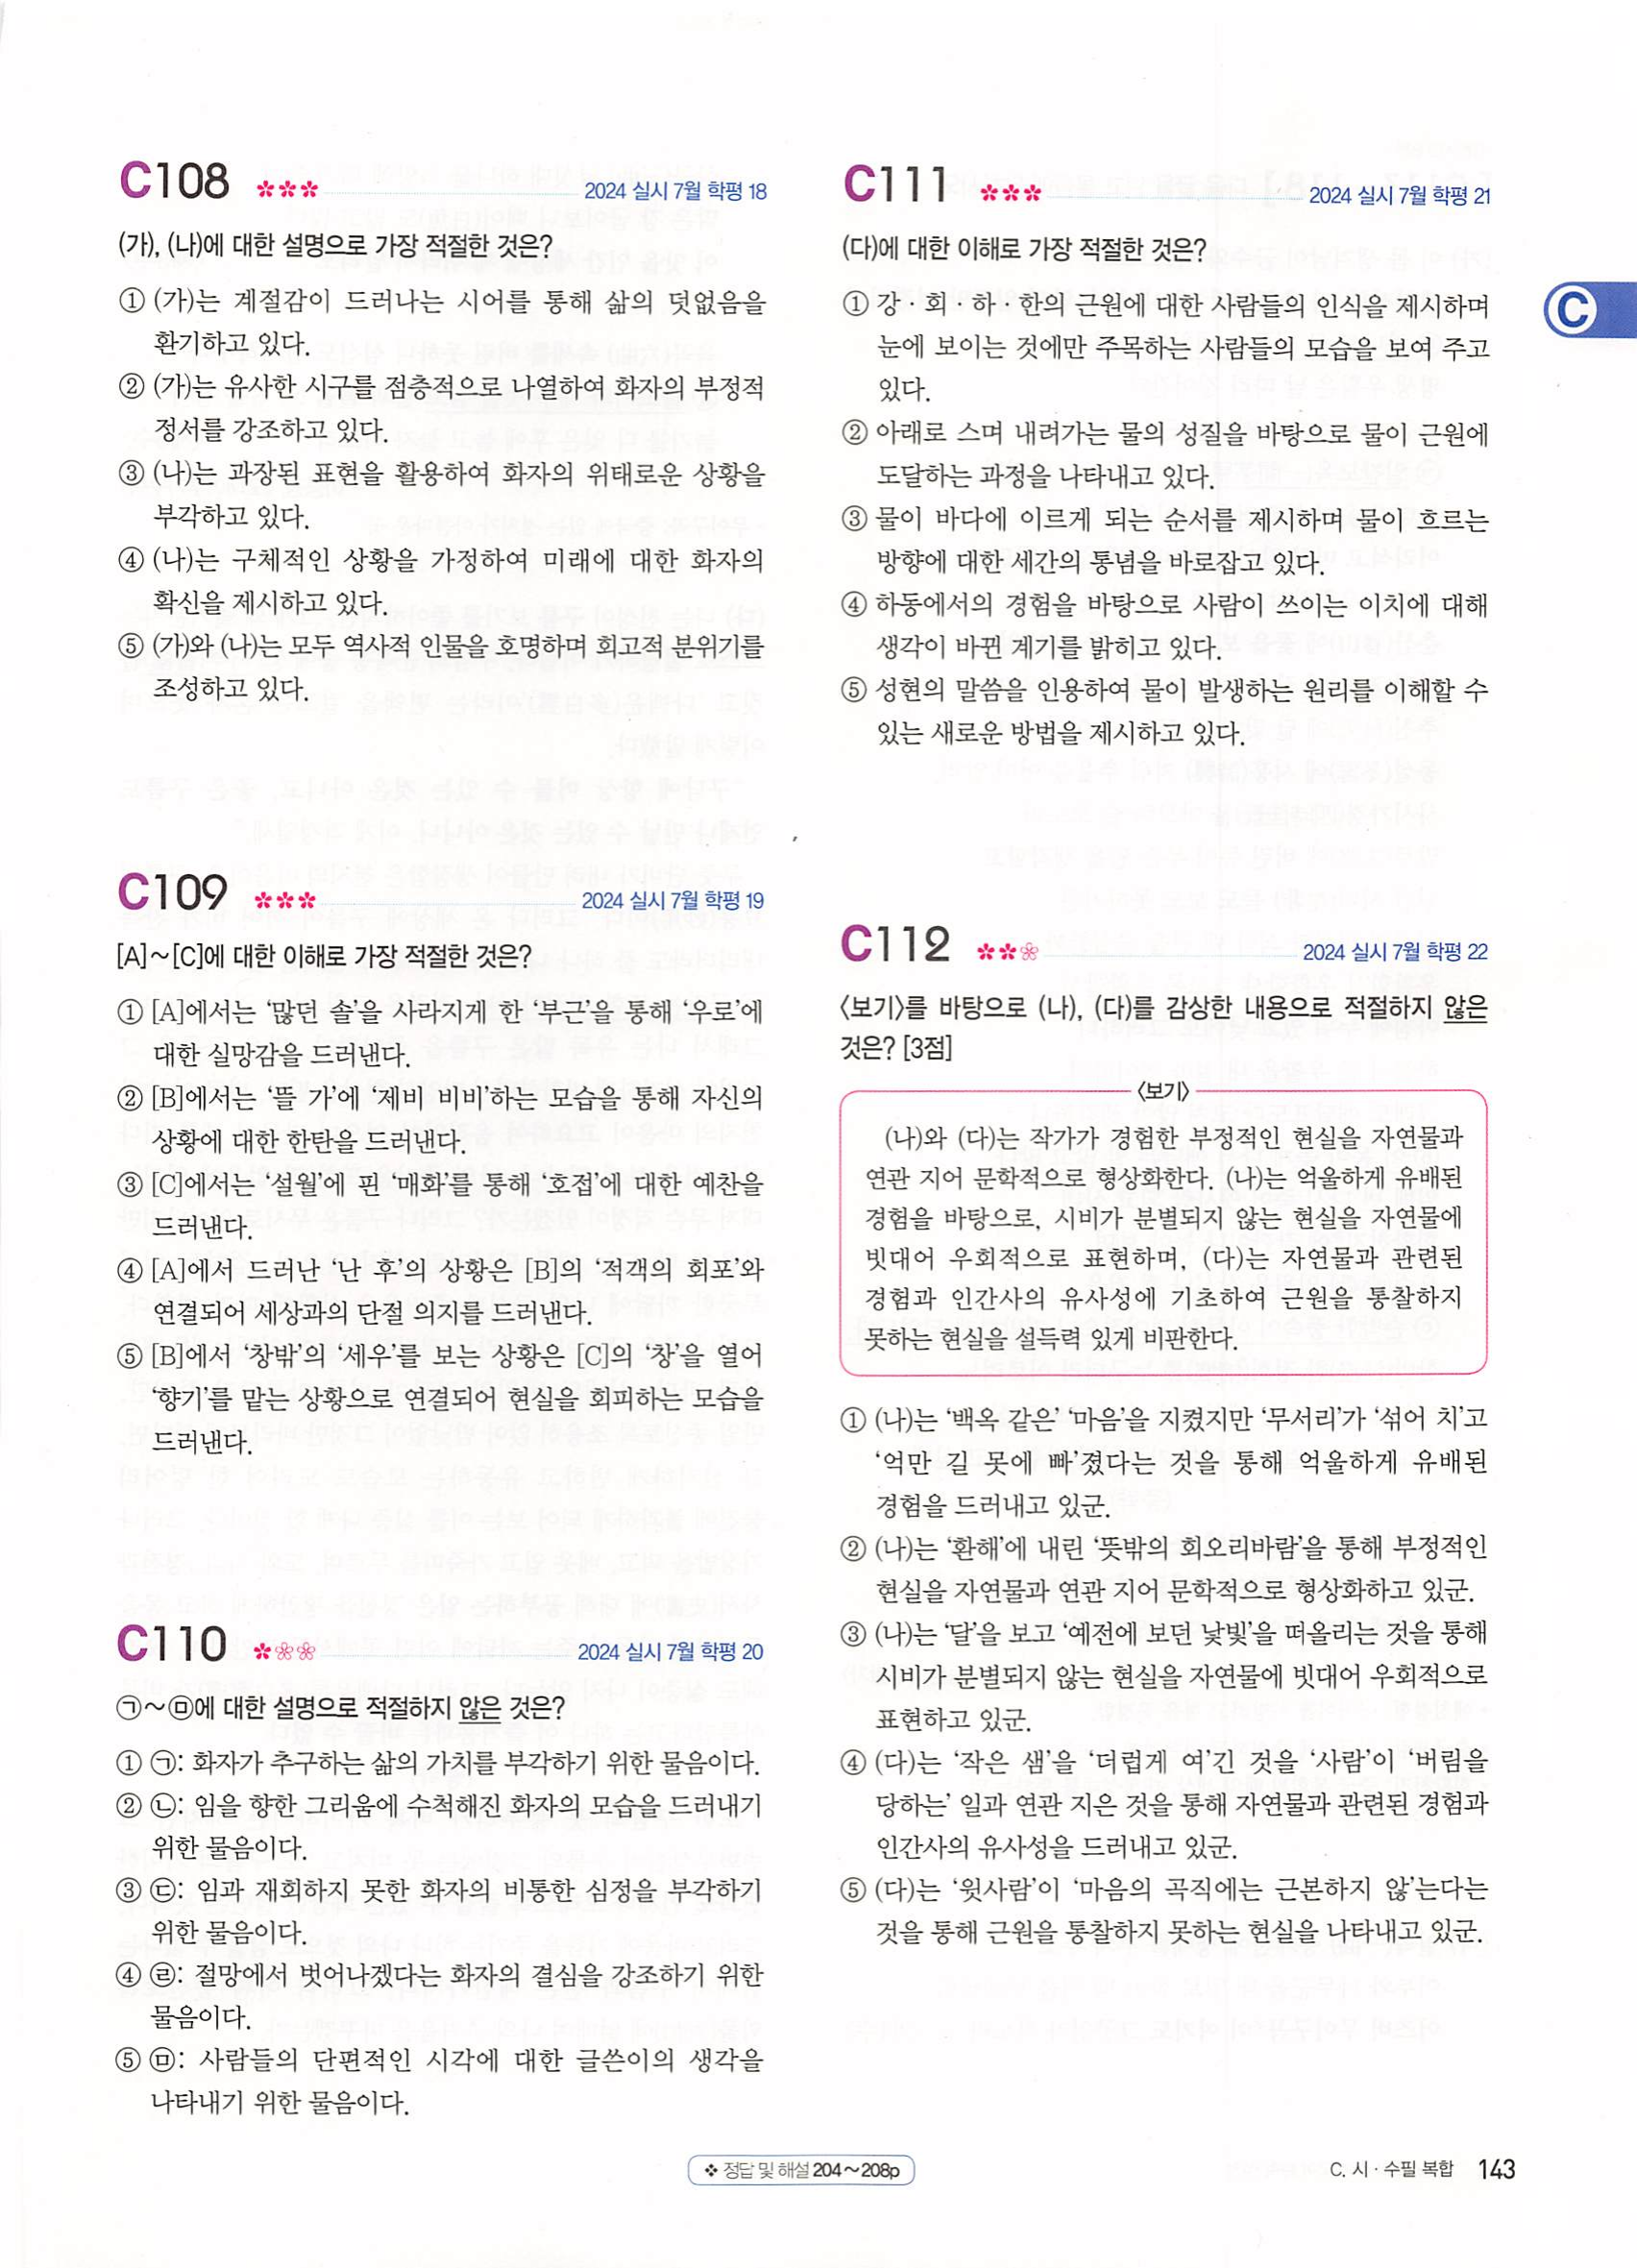 C108 ✽✽✽ 2024 실시 7월 학평 18
(가), (나)에 대한 설명으로 가장 적절한 것은?
① (가)는 계절감이 드러나는 시어를 통해 삶의 덧없음을
환기하고 있다.
② (가)는 유사한 시구를 점층적으로 나열하여 화자의 부정적
정서를 강조하고 있다.
③ (나)는 과장된 표현을 활용하여 화자의 위태로운 상황을
부각하고 있다.
④ (나)는 구체적인 상황을 가정하여 미래에 대한 화자의
확신을 제시하고 있다.
⑤ (가)와 (나)는 모두 역사적 인물을 호명하며 회고적 분위기를
조성하고 있다.
C109 ✽✽✽ 2024 실시 7월 학평 19
[A]~[C]에 대한 이해로 가장 적절한 것은?
① [A]에서는 '많던 솔'을 사라지게 한 '부근'을 통해 '우로'에
대한 실망감을 드러낸다.
② [B]에서는 '뜰 가'에 '제비 비비'하는 모습을 통해 자신의
상황에 대한 한탄을 드러낸다.
③ [C]에서는 '설월'에 핀 '매화'를 통해 '호접'에 대한 예찬을
드러낸다.
④ [A]에서 드러난 '난 후'의 상황은 [B]의 '적객의 회포'와
연결되어 세상과의 단절 의지를 드러낸다.
⑤ [B]에서 '창밖'의 '세우'를 보는 상황은 [C]의 '창'을 열어
'향기'를 맡는 상황으로 연결되어 현실을 회피하는 모습을
드러낸다.
C110 ✽❀❀ 2024 실시 7월 학평 20
㉠~㉤에 대한 설명으로 적절하지 않은 것은?
① ㉠: 화자가 추구하는 삶의 가치를 부각하기 위한 물음이다.
② ㉡: 임을 향한 그리움에 수척해진 화자의 모습을 드러내기
위한 물음이다.
③ ㉢: 임과 재회하지 못한 화자의 비통한 심정을 부각하기
위한 물음이다.
④ ㉣: 절망에서 벗어나겠다는 화자의 결심을 강조하기 위한
물음이다.
⑤ ㉤: 사람들의 단편적인 시각에 대한 글쓴이의 생각을
나타내기 위한 물음이다.
C111 ✽✽✽ 2024 실시 7월 학평 21
(다)에 대한 이해로 가장 적절한 것은?
① 강·회·하·한의 근원에 대한 사람들의 인식을 제시하며
눈에 보이는 것에만 주목하는 사람들의 모습을 보여 주고
있다.
② 아래로 스며 내려가는 물의 성질을 바탕으로 물이 근원에
도달하는 과정을 나타내고 있다.
③ 물이 바다에 이르게 되는 순서를 제시하며 물이 흐르는
방향에 대한 세간의 통념을 바로잡고 있다.
④ 하동에서의 경험을 바탕으로 사람이 쓰이는 이치에 대해
생각이 바뀐 계기를 밝히고 있다.
⑤ 성현의 말씀을 인용하여 물이 발생하는 원리를 이해할 수
있는 새로운 방법을 제시하고 있다.
C
C112 ✽✽❀ 2024 실시 7월 학평 22
〈보기〉를 바탕으로 (나), (다)를 감상한 내용으로 적절하지 않은
것은? [3점]
〈보기〉
(나)와 (다)는 작가가 경험한 부정적인 현실을 자연물과
연관 지어 문학적으로 형상화한다. (나)는 억울하게 유배된
경험을 바탕으로, 시비가 분별되지 않는 현실을 자연물에
빗대어 우회적으로 표현하며, (다)는 자연물과 관련된
경험과 인간사의 유사성에 기초하여 근원을 통찰하지
못하는 현실을 설득력 있게 비판한다.
① (나)는 '백옥 같은' '마음'을 지켰지만 '무서리'가 '섞어 치'고
'억만 길 못에 빠'졌다는 것을 통해 억울하게 유배된
경험을 드러내고 있군.
② (나)는 '환해'에 내린 '뜻밖의 회오리바람'을 통해 부정적인
현실을 자연물과 연관 지어 문학적으로 형상화하고 있군.
③ (나)는 '달'을 보고 '예전에 보던 낯빛'을 떠올리는 것을 통해
시비가 분별되지 않는 현실을 자연물에 빗대어 우회적으로
표현하고 있군.
④ (다)는 '작은 샘'을 '더럽게 여'긴 것을 '사람'이 '버림을
당하는' 일과 연관 지은 것을 통해 자연물과 관련된 경험과
인간사의 유사성을 드러내고 있군.
⑤ (다)는 '윗사람'이 '마음의 곡직에는 근본하지 않'는다는
것을 통해 근원을 통찰하지 못하는 현실을 나타내고 있군.
❖ 정답 및 해설 204~208p
C. 시·수필 복합 143